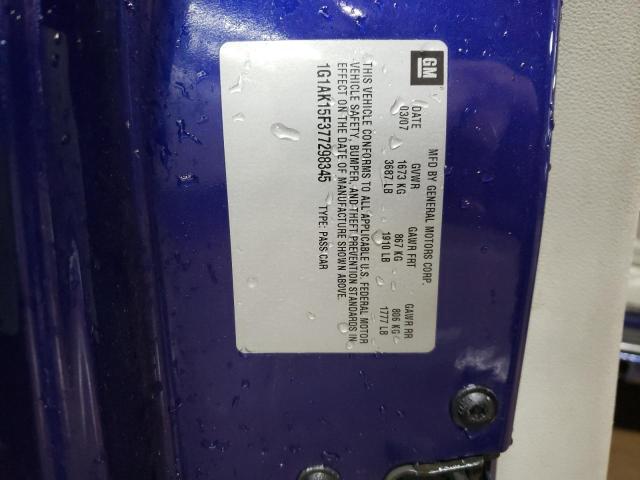 GM
MFD BY GENERAL MOTORS CORP.
DATE GVWR GAWR FRT GAWR RR
03/07 1673 KG 867 KG 806 KG
3687 LB 1910 LB 1777 LB
THIS VEHICLE CONFORMS TO ALL APPLICABLE U.S. FEDERAL MOTOR
VEHICLE SAFETY, BUMPER, AND THEFT PREVENTION STANDARDS IN
EFFECT ON THE DATE OF MANUFACTURE SHOWN ABOVE.
1G1AK15F377298345 TYPE: PASS CAR